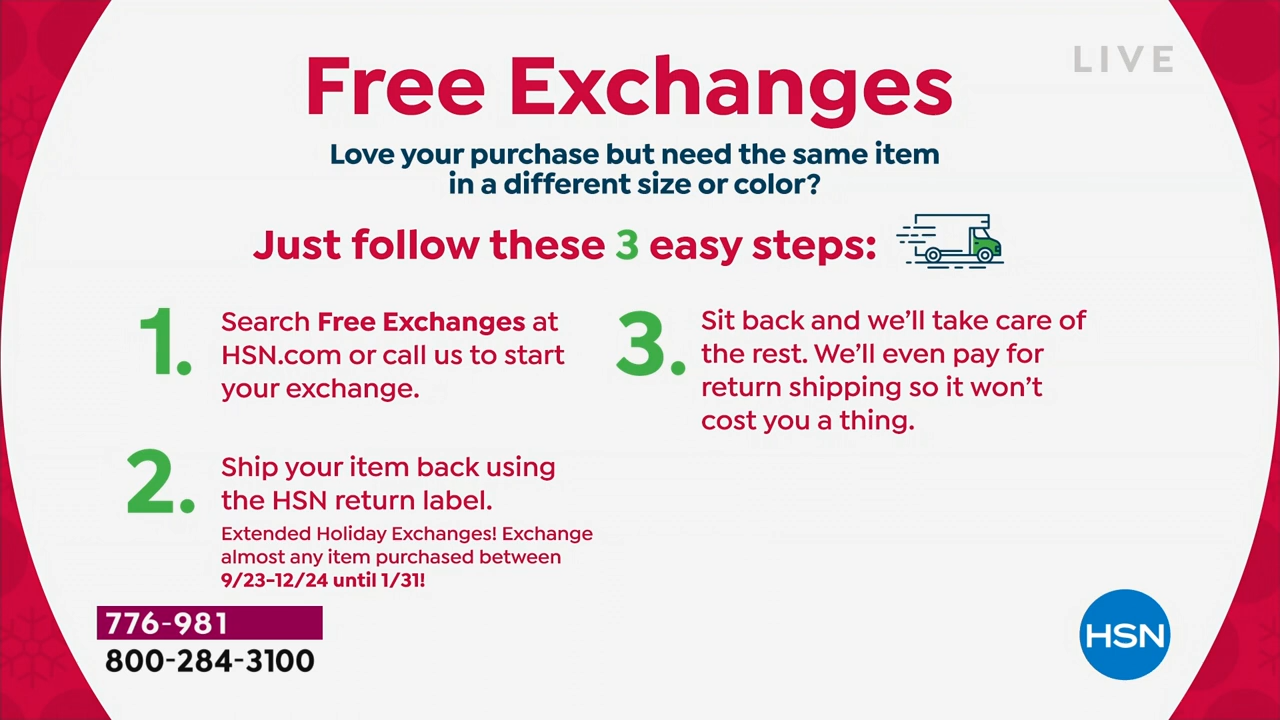 LIVE
Free Exchanges
Love your purchase but need the same item
in a different size or color?
Just follow these 3 easy steps:
1.
Search Free Exchanges at
HSN.com or call us to start
your exchange.
2.
Ship your item back using
the HSN return label.
Extended Holiday Exchanges! Exchange
almost any item purchased between
9/23-12/24 until 1/31!
3.
Sit back and we'll take care of
the rest. We'll even pay for
return shipping so it won't
cost you a thing.
776-981
800-284-3100
HSN